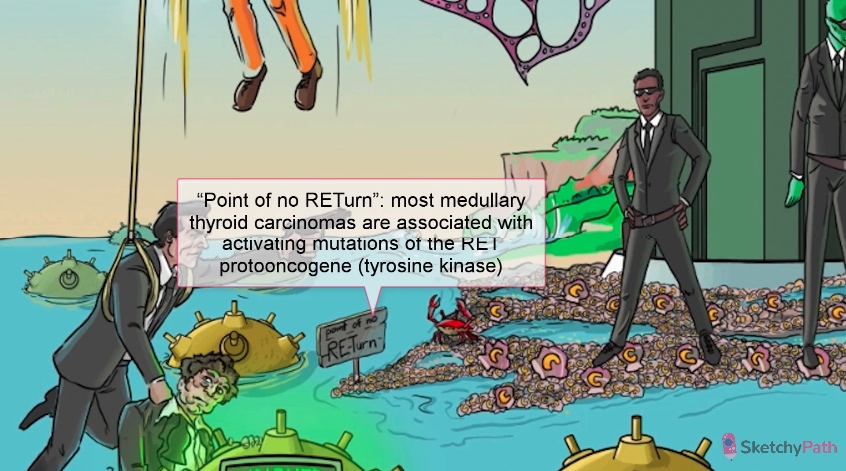 “Point of no RETurn”: most medullary
thyroid carcinomas are associated with
activating mutations of the RET
protooncogene (tyrosine kinase)
point of no
RETurn
SketchyPath